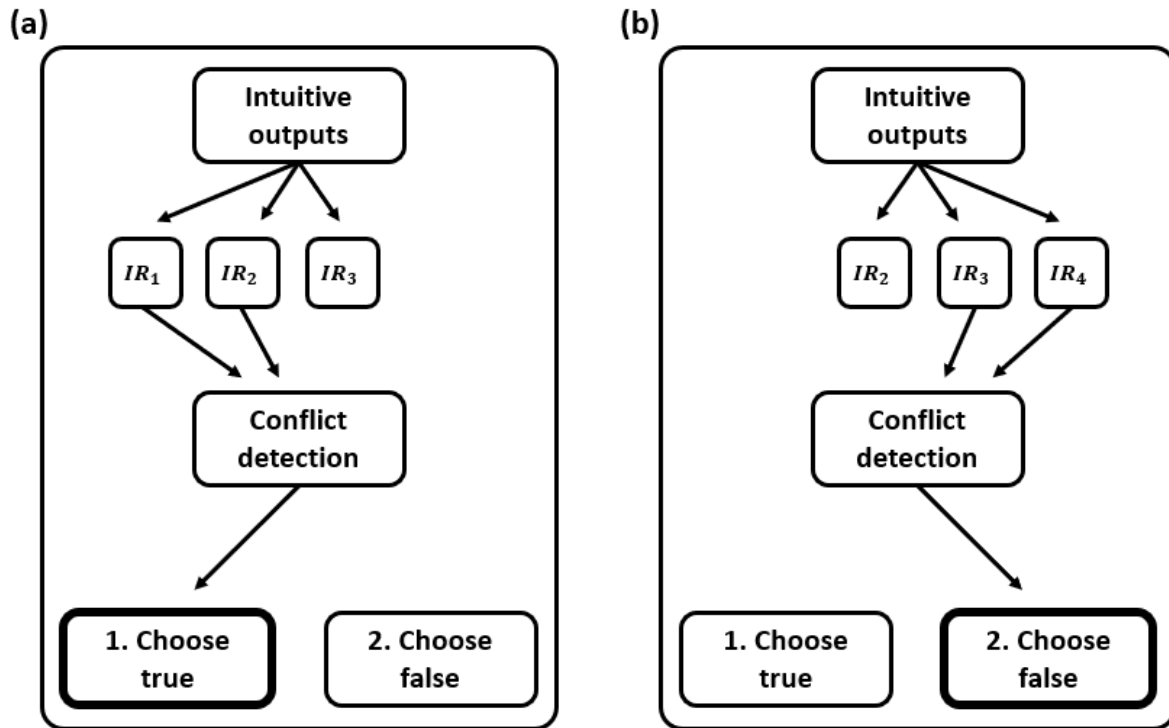 (a)
Intuitive
outputs
IR₁
IR₂
IR₃
Conflict
detection
1. Choose
true
2. Choose
false
(b)
Intuitive
outputs
IR₂
IR₃
IR₄
Conflict
detection
1. Choose
true
2. Choose
false